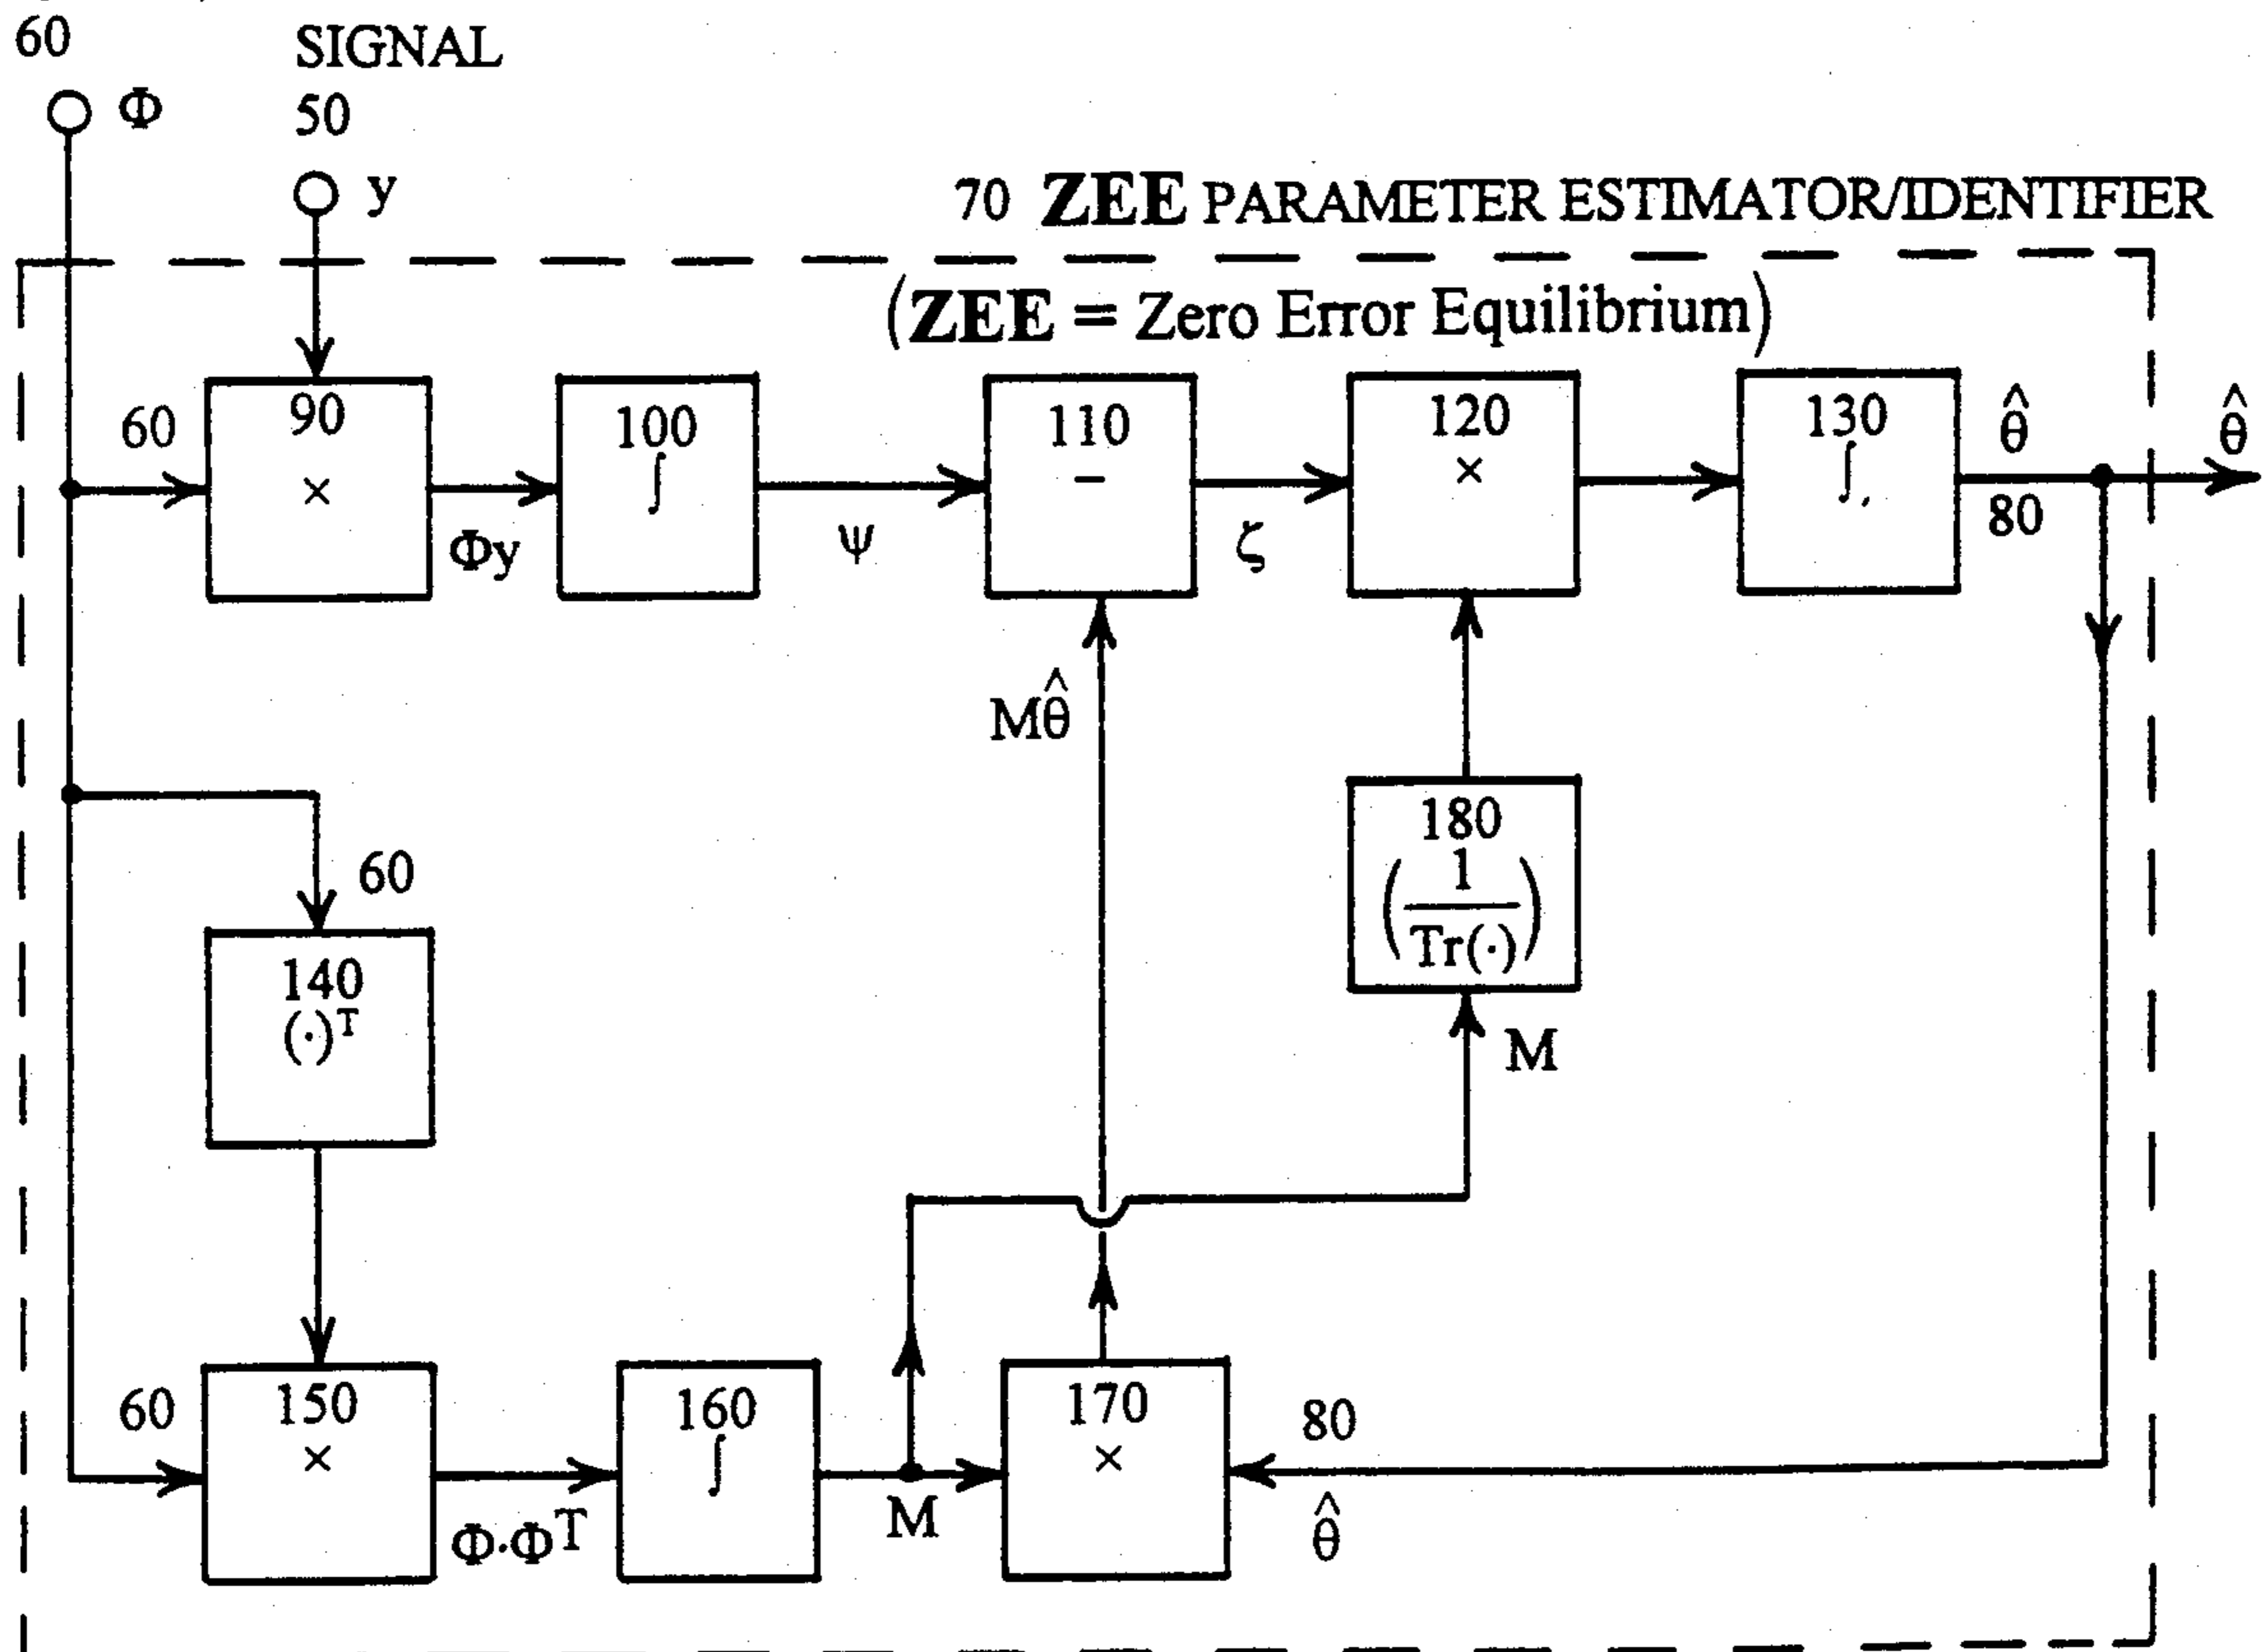 60
SIGNAL
Φ
50
y
70 ZEE PARAMETER ESTIMATOR/IDENTIFIER
(ZEE = Zero Error Equilibrium)
60
90
×
Φy
100
∫
ψ
110
−
ζ
120
×
130
∫
θ̂
80
θ̂
Mθ̂
180
(1/Tr(·))
M
60
140
(·)ᵀ
60
150
×
Φ·Φᵀ
160
∫
M
170
×
80
θ̂